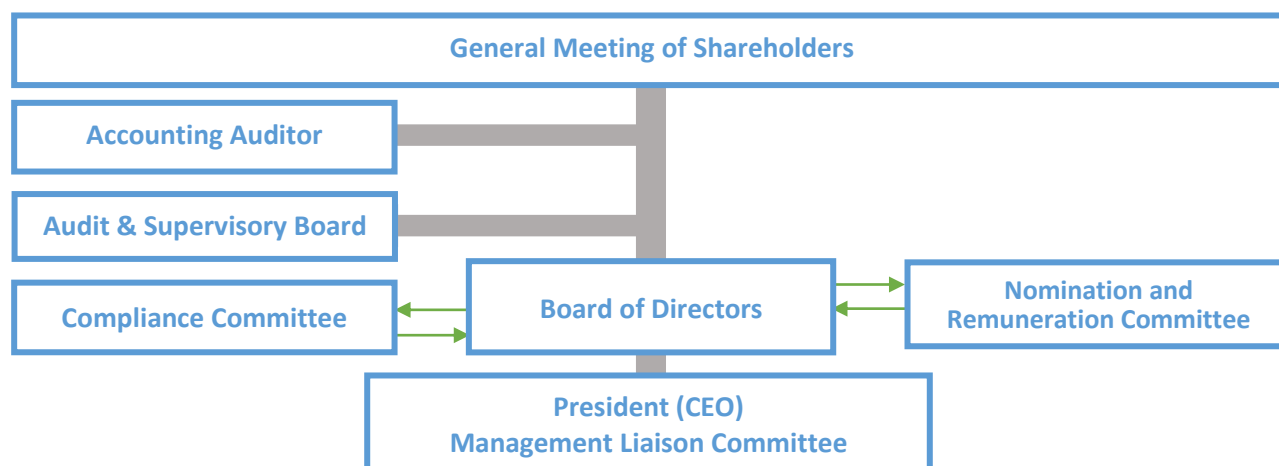 General Meeting of Shareholders
Accounting Auditor
Audit & Supervisory Board
Compliance Committee
Board of Directors
Nomination and
Remuneration Committee
President (CEO)
Management Liaison Committee